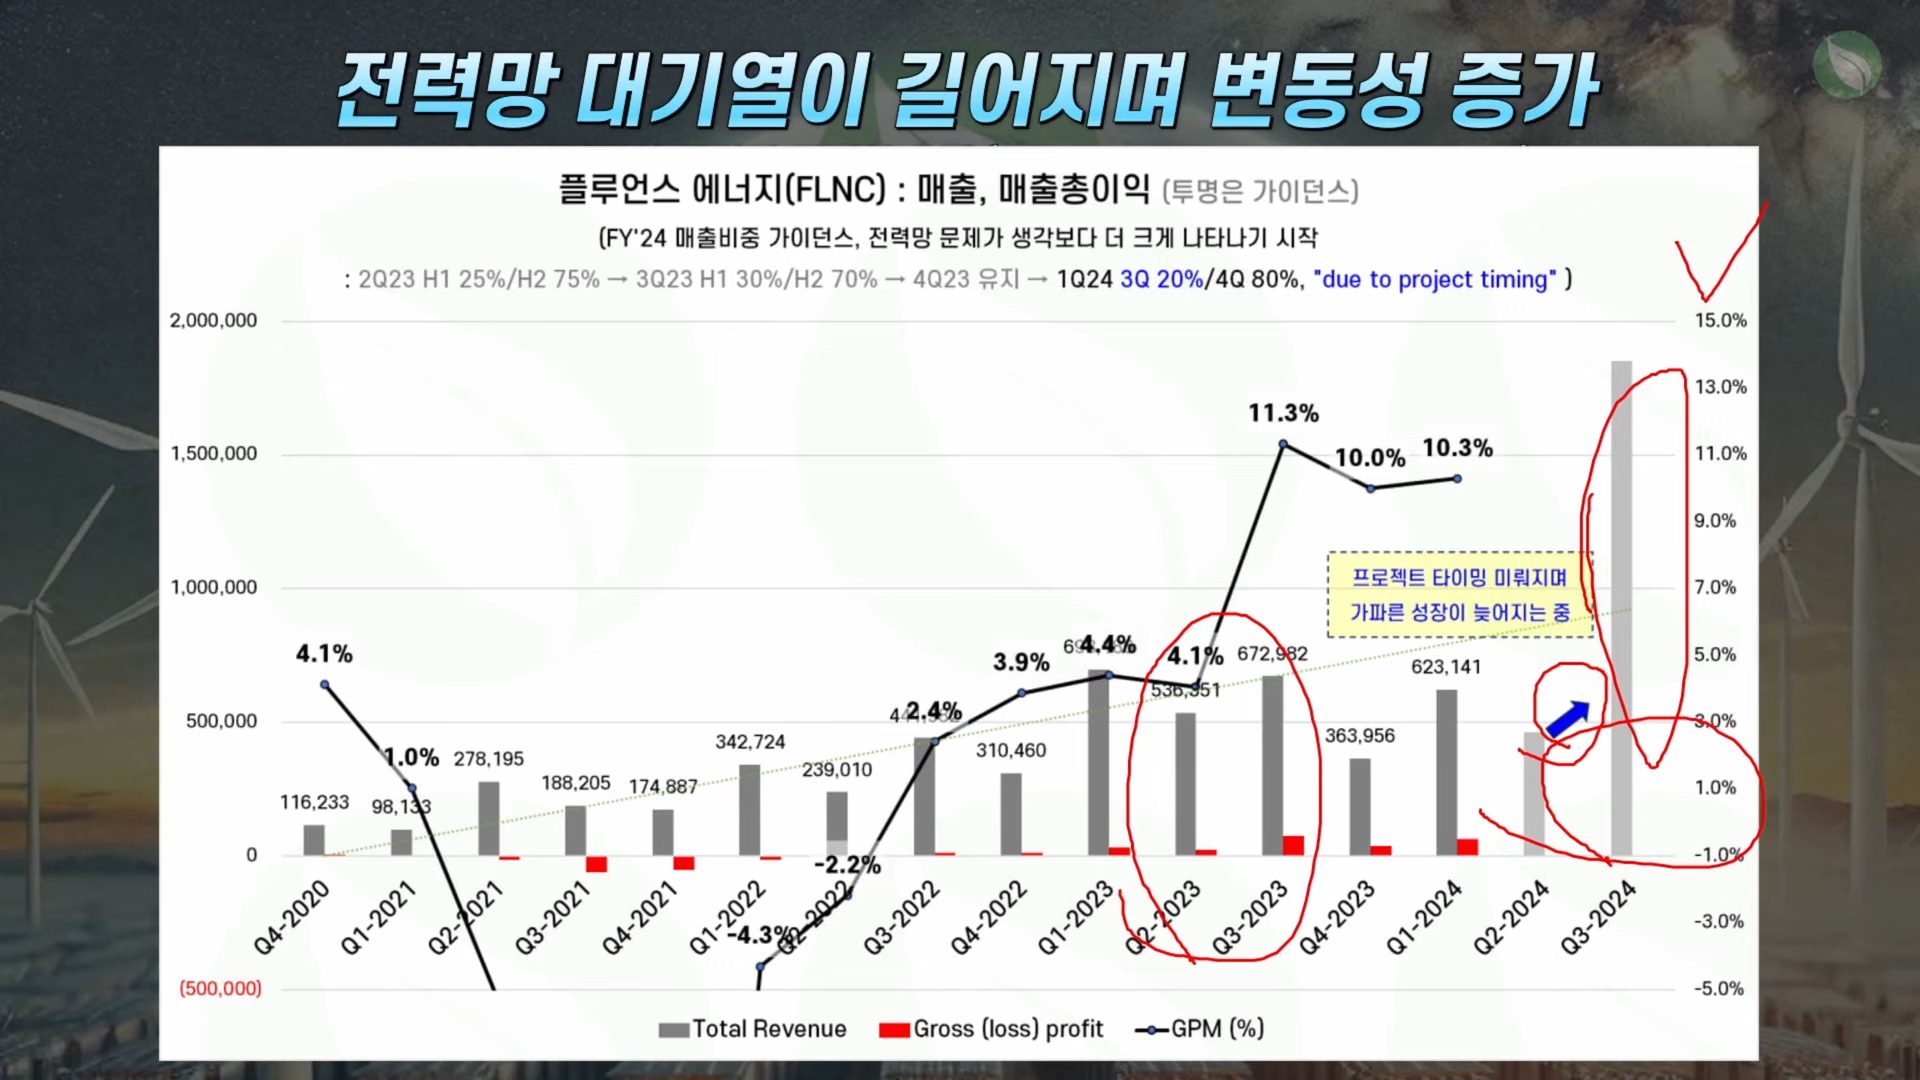 전력망 대기열이 길어지며 변동성 증가
플루언스 에너지(FLNC) : 매출, 매출총이익 (투명은 가이던스)
(FY'24 매출비중 가이던스, 전력망 문제가 생각보다 더 크게 나타나기 시작
: 2Q23 H1 25%/H2 75% → 3Q23 H1 30%/H2 70% → 4Q23 유지 → 1Q24 3Q 20%/4Q 80%, "due to project timing" )
2,000,000
1,500,000
1,000,000
500,000
0
(500,000)
15.0%
13.0%
11.0%
9.0%
7.0%
5.0%
3.0%
1.0%
-1.0%
-3.0%
-5.0%
4.1%
1.0%
-4.3%
-2.2%
2.4%
3.9%
4.4%
4.1%
11.3%
10.0%
10.3%
116,233
98,133
278,195
188,205
174,887
342,724
239,010
310,460
536,351
672,982
363,956
623,141
프로젝트 타이밍 미뤄지며
가파른 성장이 늦어지는 중
Q4-2020
Q1-2021
Q2-2021
Q3-2021
Q4-2021
Q1-2022
Q2-2022
Q3-2022
Q4-2022
Q1-2023
Q2-2023
Q3-2023
Q4-2023
Q1-2024
Q2-2024
Q3-2024
Total Revenue
Gross (loss) profit
GPM (%)